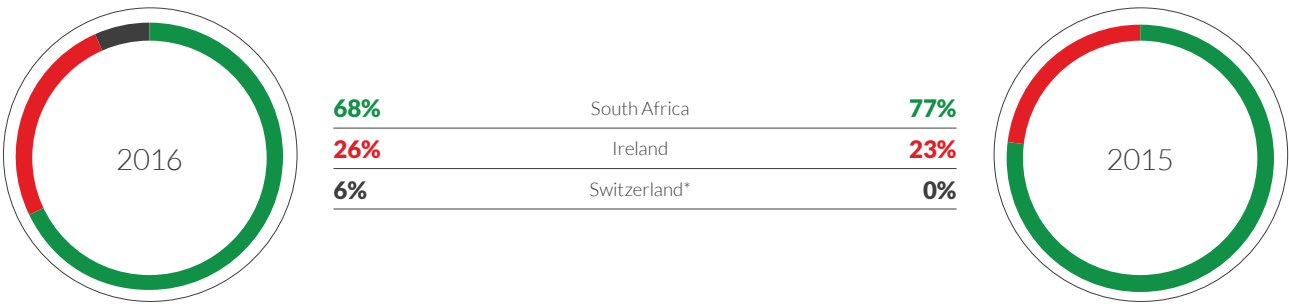 2016
68% South Africa 77%
26% Ireland 23%
6% Switzerland* 0%
2015